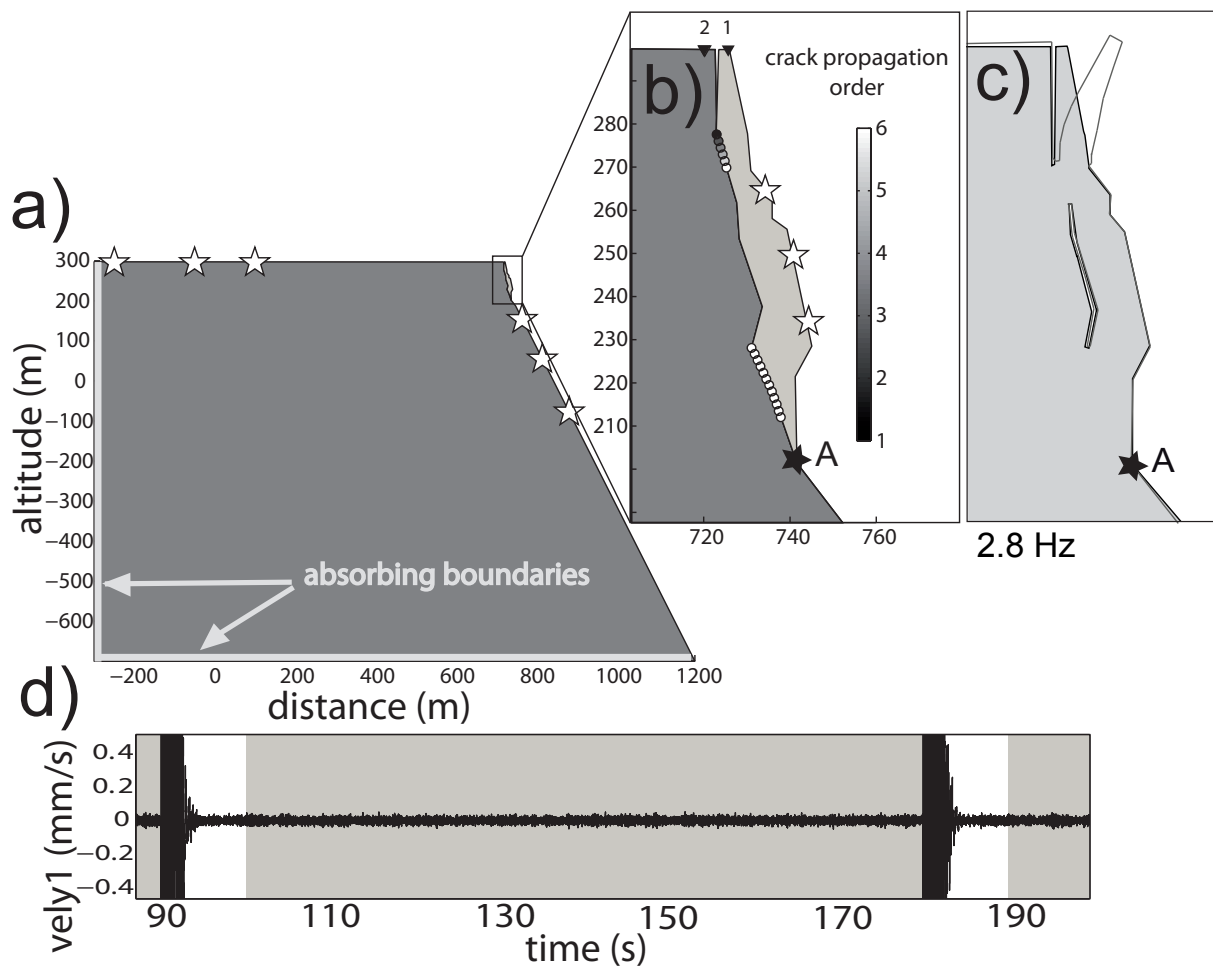 a)
300
200
100
0
−100
−200
−300
−400
−500
−600
altitude (m)
absorbing boundaries
−200 0 200 400 600 800 1000 1200
distance (m)
b)
2 1
crack propagation
order
280
270
260
250
240
230
220
210
6
5
4
3
2
1
A
720 740 760
c)
A
2.8 Hz
d)
vely1 (mm/s)
0.4
0.2
0
−0.2
−0.4
90 110 130 150 170 190
time (s)